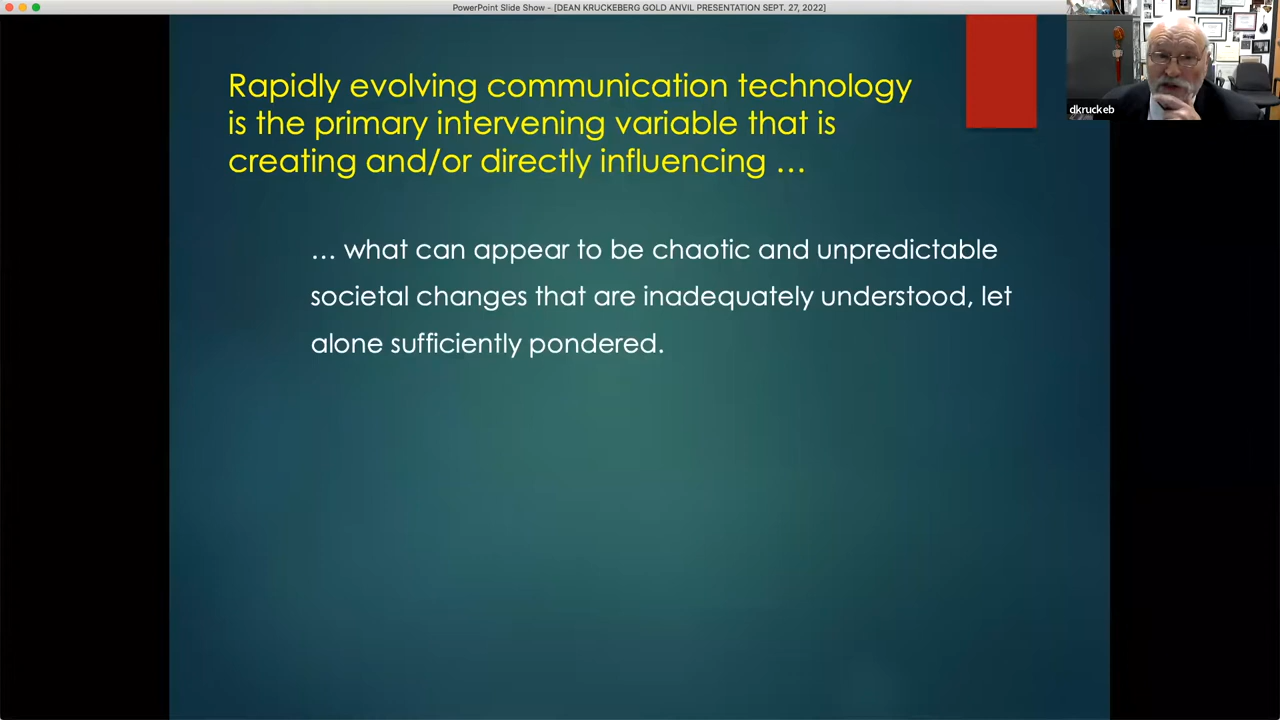 PowerPoint Slide Show - [DEAN KRUCKEBERG GOLD ANVIL PRESENTATION SEPT. 27, 2022]
Rapidly evolving communication technology
is the primary intervening variable that is
creating and/or directly influencing …
… what can appear to be chaotic and unpredictable
societal changes that are inadequately understood, let
alone sufficiently pondered.
dkruckeb